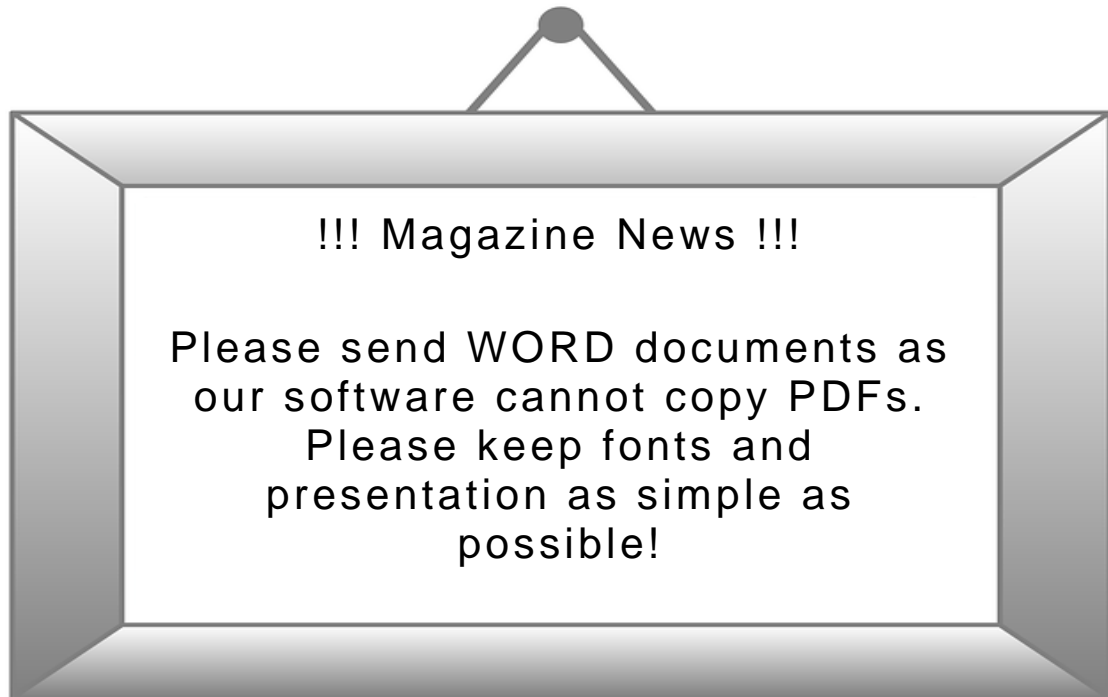 !!! Magazine News !!!
Please send WORD documents as
our software cannot copy PDFs.
Please keep fonts and
presentation as simple as
possible!